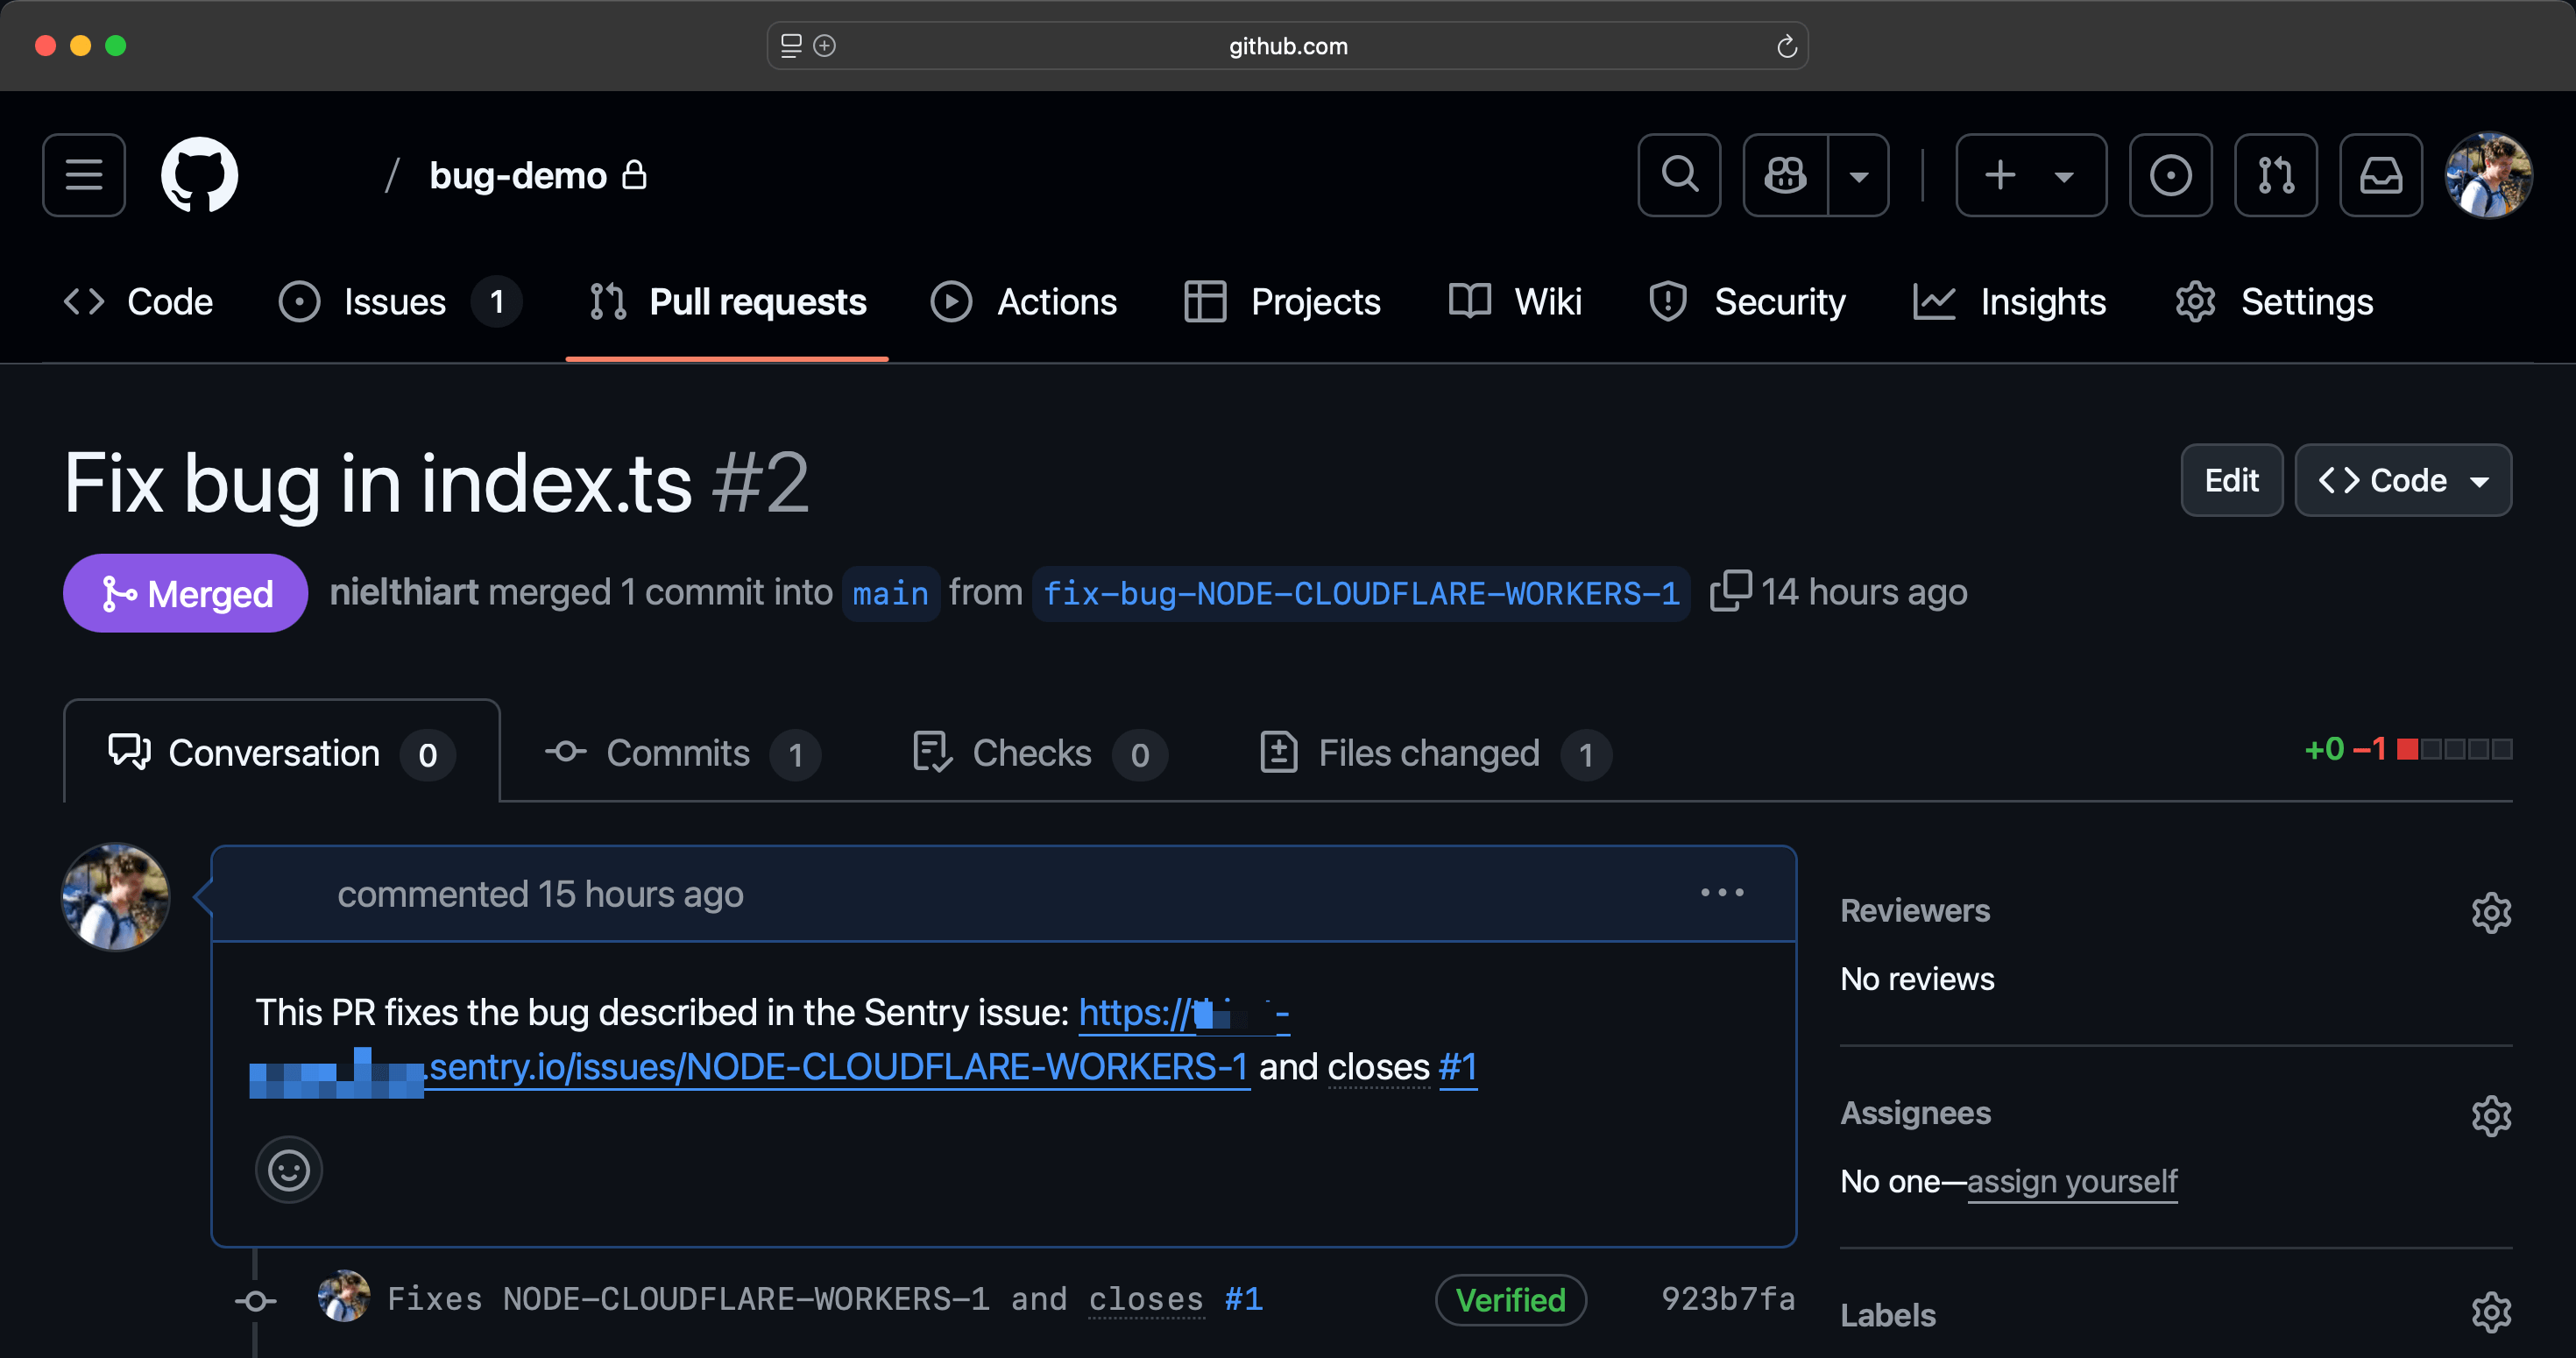 github.com
/ bug-demo
Code Issues 1 Pull requests Actions Projects Wiki Security Insights Settings
Fix bug in index.ts #2
Edit Code
Merged nielthiart merged 1 commit into main from fix-bug-NODE-CLOUDFLARE-WORKERS-1 14 hours ago
Conversation 0 Commits 1 Checks 0 Files changed 1 +0 −1
commented 15 hours ago
This PR fixes the bug described in the Sentry issue: https://
.sentry.io/issues/NODE-CLOUDFLARE-WORKERS-1 and closes #1
Fixes NODE-CLOUDFLARE-WORKERS-1 and closes #1 Verified 923b7fa
Reviewers
No reviews
Assignees
No one—assign yourself
Labels